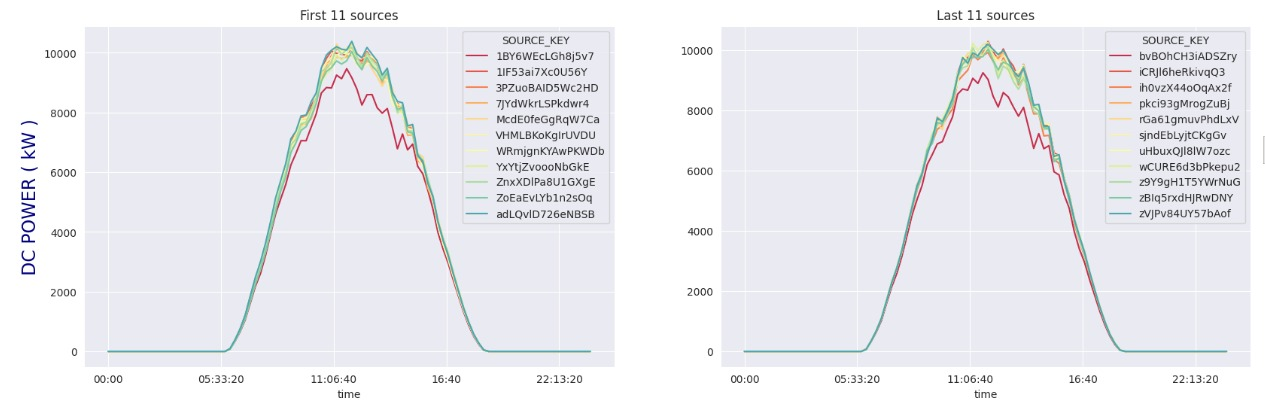 First 11 sources
DC POWER ( kW )
10000
8000
6000
4000
2000
0
00:00
05:33:20
11:06:40
16:40
22:13:20
time
SOURCE_KEY
1BY6WEcLGh8j5v7
1IF53ai7Xc0U56Y
3PZuoBAID5Wc2HD
7JYdWkrLSPkdwr4
McdE0feGgRqW7Ca
VHMLBKoKgIrUVDU
WRmjgnKYAwPKWDb
YxYtjZvoooNbGkE
ZnxXDlPa8U1GXgE
ZoEaEvLYb1n2sOq
adLQvlD726eNBSB
Last 11 sources
10000
8000
6000
4000
2000
0
00:00
05:33:20
11:06:40
16:40
22:13:20
time
SOURCE_KEY
bvBOhCH3iADSZry
iCRJl6heRkivqQ3
ih0vzX44oOqAx2f
pkci93gMrogZuBj
rGa61gmuvPhdLxV
sjndEbLyjtCKgGv
uHbuxQJl8lW7ozc
wCURE6d3bPkepu2
z9Y9gH1T5YWrNuG
zBIq5rxdHJRwDNY
zVJPv84UY57bAof